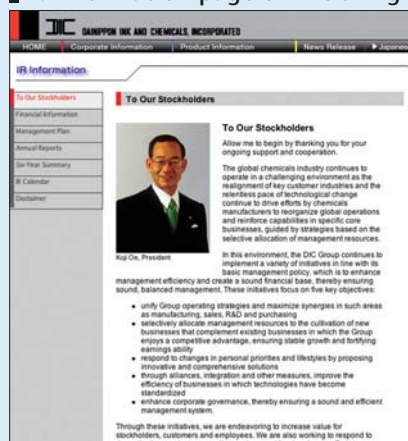 DIC DAINIPPON INK AND CHEMICALS, INCORPORATED
HOME Corporate Information Product Information News Release ▶Japanese
IR Information
To Our Stockholders
Financial Information
Management Plan
Annual Reports
Six-Year Summary
IR Calendar
Disclaimer
To Our Stockholders
To Our Stockholders
Allow me to begin by thanking you for your
ongoing support and cooperation.
The global chemicals industry continues to
operate in a challenging environment as the
realignment of key customer industries and the
relentless pace of technological change
continue to drive efforts by chemicals
manufacturers to reorganize global operations
and reinforce capabilities in specific core
businesses, guided by strategies based on the
selective allocation of management resources.
Koji Oe, President
In this environment, the DIC Group continues to
implement a variety of initiatives in line with its
basic management policy, which is to enhance
management efficiency and create a sound financial base, thereby ensuring
sound, balanced management. These initiatives focus on five key objectives:
• unify Group operating strategies and maximize synergies in such areas
as manufacturing, sales, R&D and purchasing
• selectively allocate management resources to the cultivation of new
businesses that complement existing businesses in which the Group
enjoys a competitive advantage, ensuring stable growth and fortifying
earnings ability
• respond to changes in personal priorities and lifestyles by proposing
innovative and comprehensive solutions
• through alliances, integration and other measures, improve the
efficiency of businesses in which technologies have become
standardized
• enhance corporate governance, thereby ensuring a sound and efficient
management system.
Through these initiatives, we are endeavoring to increase value for
stockholders, customers and employees. We are also working to respond to